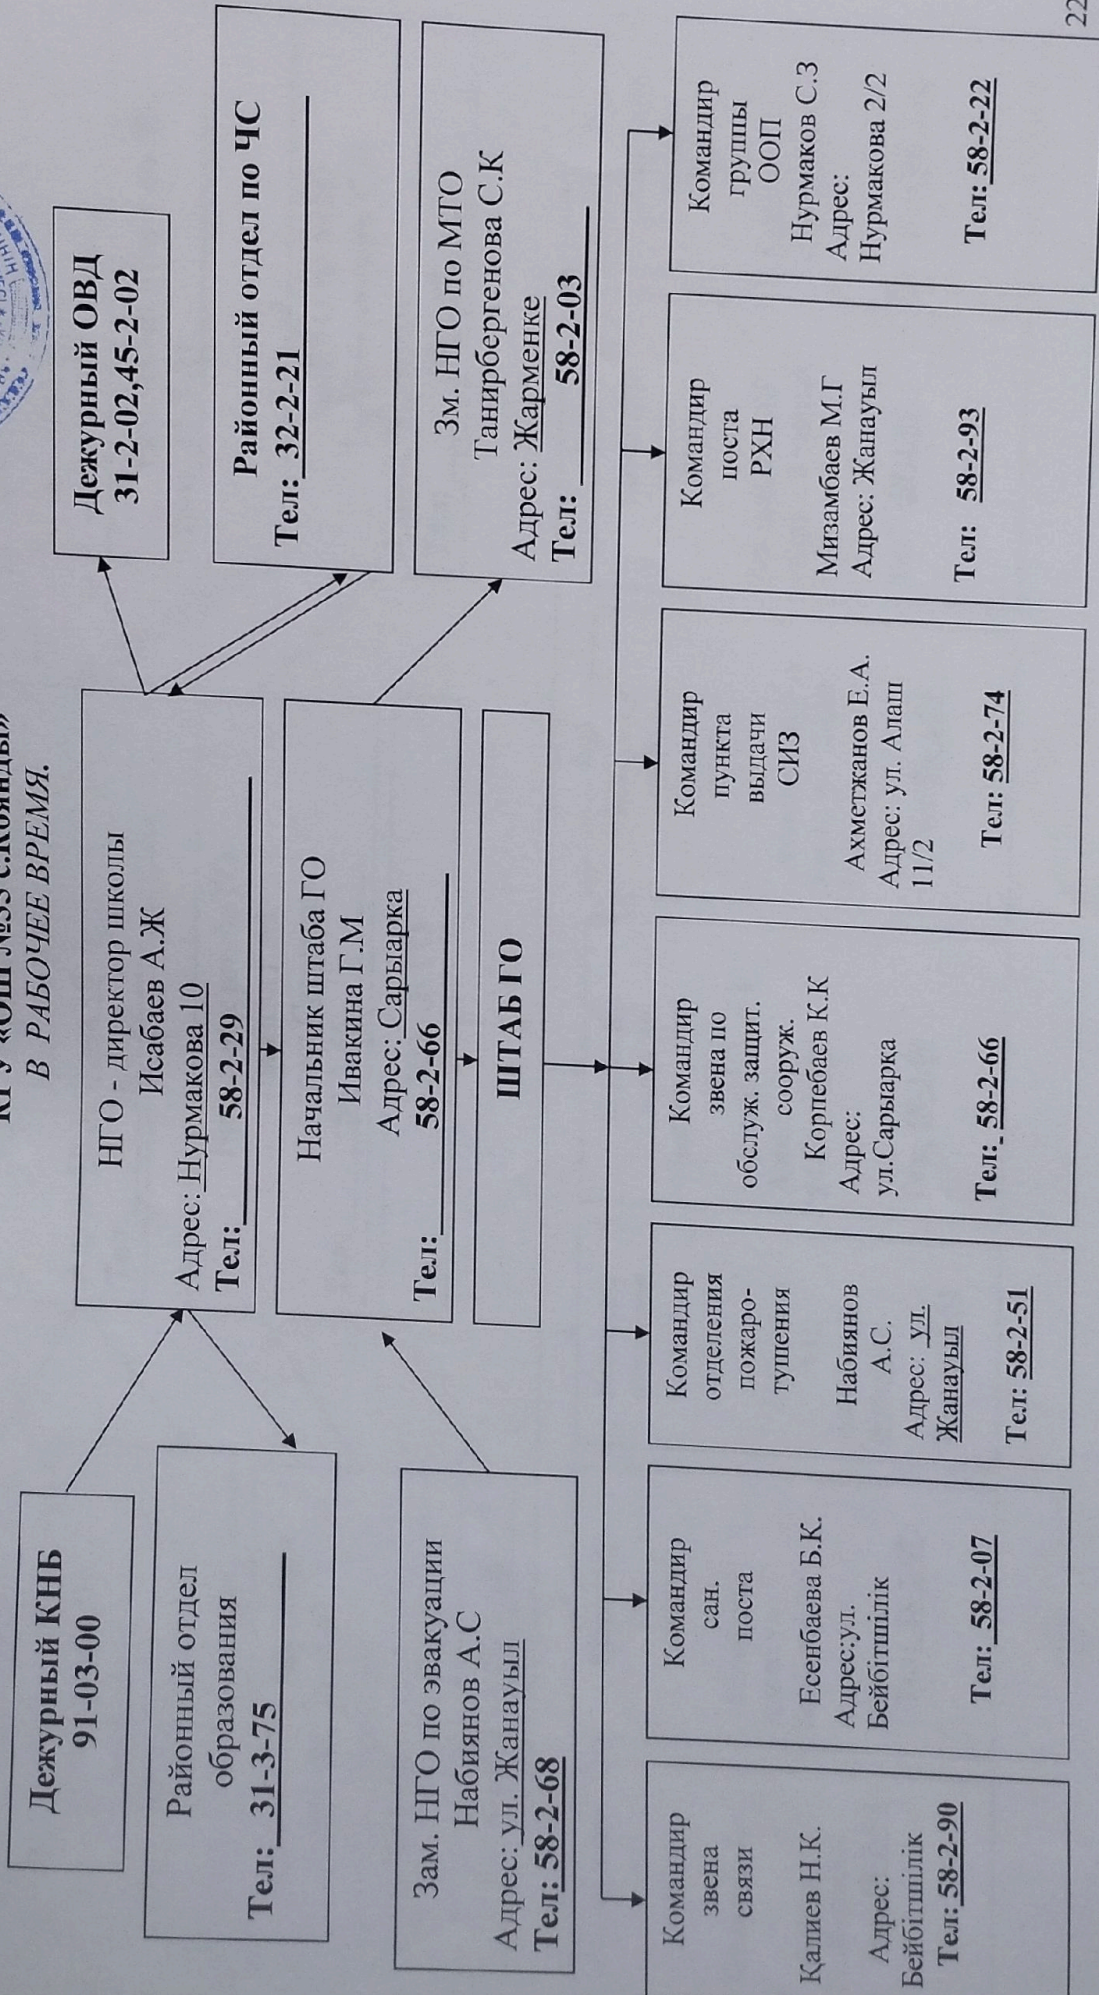 КГУ «ОШ №33 с.Коянды»
В РАБОЧЕЕ ВРЕМЯ.
Дежурный КНБ
91-03-00
Районный отдел
образования
Тел: 31-3-75
Зам. НГО по эвакуации
Набиянов А.С
Адрес: ул. Жанауыл
Тел: 58-2-68
НГО - директор школы
Исабаев А.Ж
Адрес: Нурмакова 10
Тел: 58-2-29
Начальник штаба ГО
Ивакина Г.М
Адрес: Сарыарка
Тел: 58-2-66
ШТАБ ГО
Дежурный ОВД
31-2-02,45-2-02
Районный отдел по ЧС
Тел: 32-2-21
Зм. НГО по МТО
Танирбергенова С.К
Адрес: Жарменке
Тел: 58-2-03
Командир
звена
связи
Қалиев Н.К.
Адрес:
Бейбітшілік
Тел: 58-2-90
Командир
сан.
поста
Есенбаева Б.К.
Адрес:ул.
Бейбітшілік
Тел: 58-2-07
Командир
отделения
пожаро-
тушения
Набиянов
А.С.
Адрес: ул.
Жанауыл
Тел: 58-2-51
Командир
звена по
обслуж. защит.
сооруж.
Корпебаев К.К
Адрес:
ул.Сарыарка
Тел: 58-2-66
Командир
пункта
выдачи
СИЗ
Ахметжанов Е.А.
Адрес: ул. Алаш
11/2
Тел: 58-2-74
Командир
поста
РХН
Мизамбаев М.Г
Адрес: Жанауыл
Тел: 58-2-93
Командир
группы
ООП
Нурмаков С.З
Адрес:
Нурмакова 2/2
Тел: 58-2-22
22